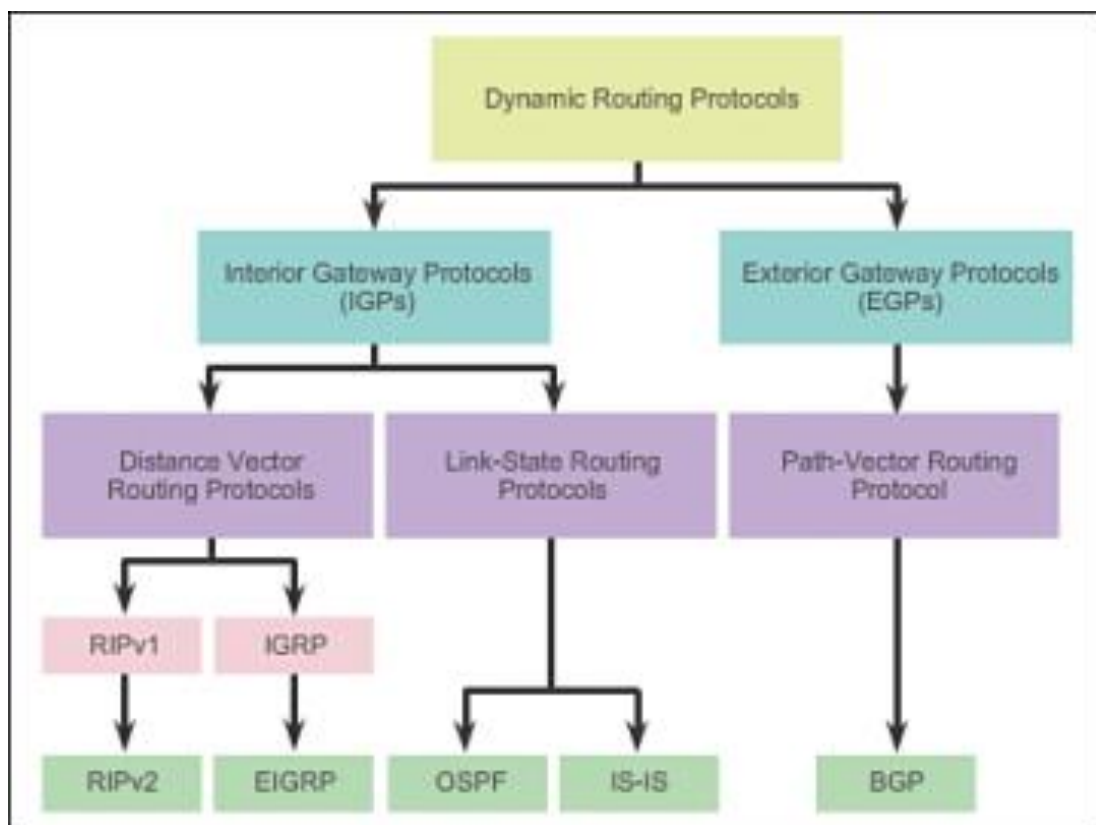 Dynamic Routing Protocols
Interior Gateway Protocols
(IGPs)
Exterior Gateway Protocols
(EGPs)
Distance Vector
Routing Protocols
Link-State Routing
Protocols
Path-Vector Routing
Protocol
RIPv1
IGRP
RIPv2
EIGRP
OSPF
IS-IS
BGP